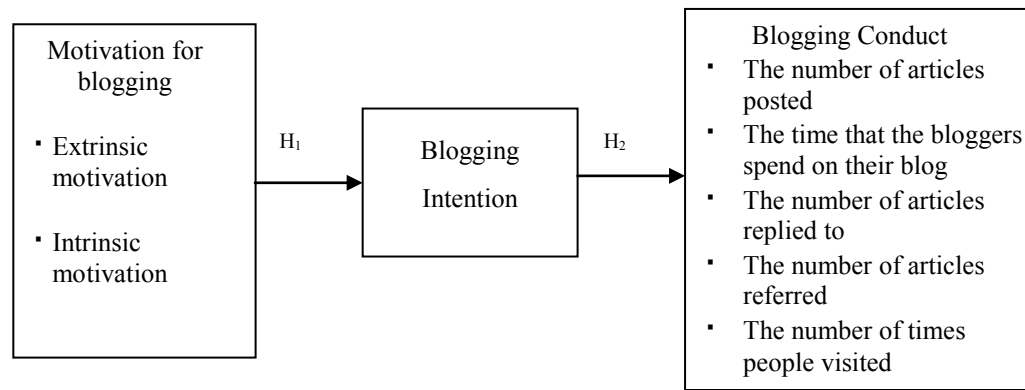 Motivation for
blogging
▪ Extrinsic
motivation
▪ Intrinsic
motivation
H₁
Blogging
Intention
H₂
Blogging Conduct
▪ The number of articles
posted
▪ The time that the bloggers
spend on their blog
▪ The number of articles
replied to
▪ The number of articles
referred
▪ The number of times
people visited